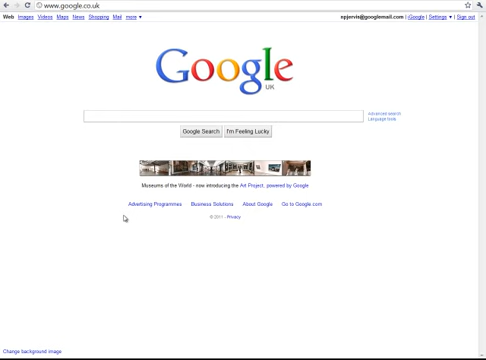 www.google.co.uk
Web Images Videos Maps News Shopping Mail more ▾
npjervis@googlemail.com | iGoogle | Settings ▾ | Sign out
Google
UK
Advanced search
Language tools
Google Search
I'm Feeling Lucky
Museums of the World - now introducing the Art Project, powered by Google
Advertising Programmes Business Solutions About Google Go to Google.com
© 2011 - Privacy
Change background image